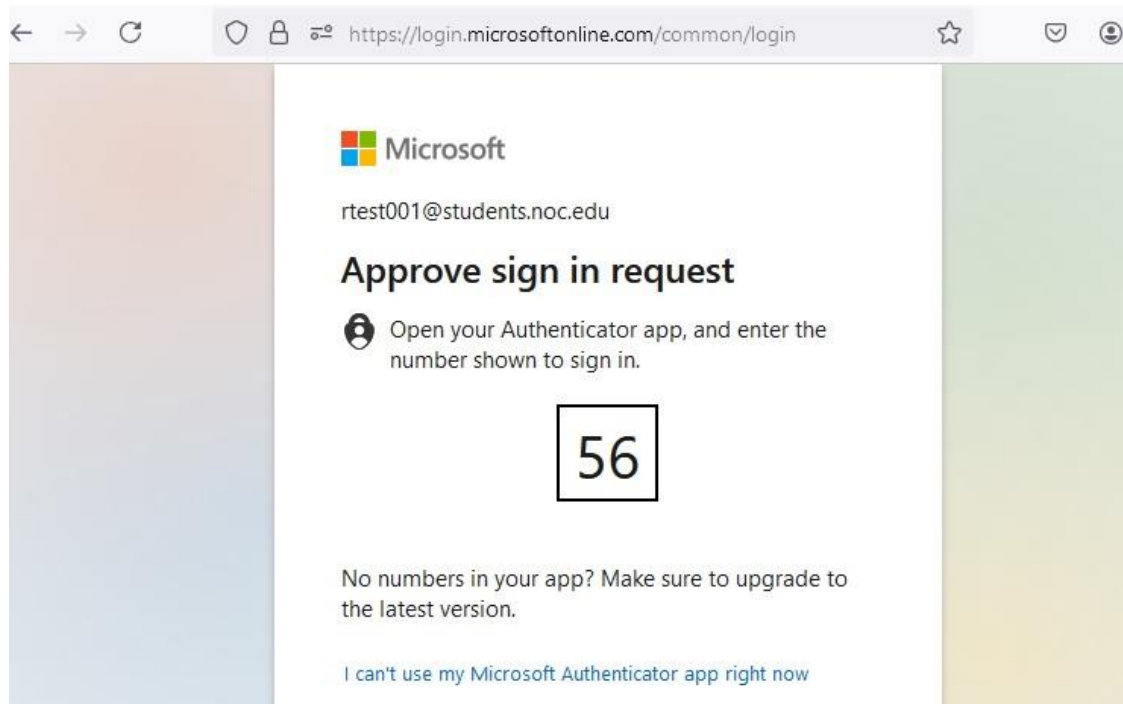 https://login.microsoftonline.com/common/login
Microsoft
rtest001@students.noc.edu
Approve sign in request
Open your Authenticator app, and enter the
number shown to sign in.
56
No numbers in your app? Make sure to upgrade to
the latest version.
I can't use my Microsoft Authenticator app right now